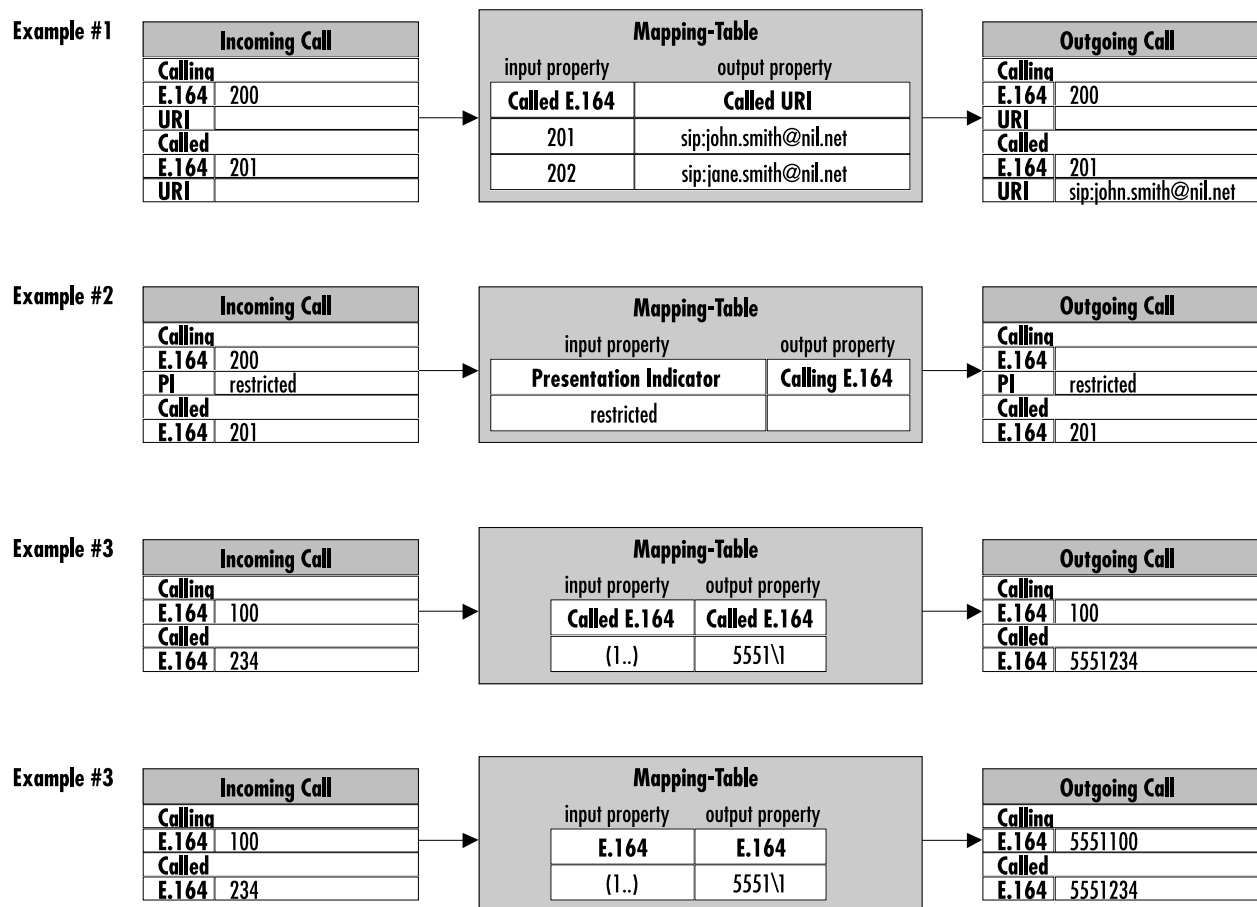 Example #1
Incoming Call
Calling
E.164 200
URI
Called
E.164 201
URI
Mapping-Table
input property output property
Called E.164 Called URI
201 sip:john.smith@nil.net
202 sip:jane.smith@nil.net
Outgoing Call
Calling
E.164 200
URI
Called
E.164 201
URI sip:john.smith@nil.net
Example #2
Incoming Call
Calling
E.164 200
PI restricted
Called
E.164 201
Mapping-Table
input property output property
Presentation Indicator Calling E.164
restricted
Outgoing Call
Calling
E.164
PI restricted
Called
E.164 201
Example #3
Incoming Call
Calling
E.164 100
Called
E.164 234
Mapping-Table
input property output property
Called E.164 Called E.164
(1..) 5551\1
Outgoing Call
Calling
E.164 100
Called
E.164 5551234
Example #3
Incoming Call
Calling
E.164 100
Called
E.164 234
Mapping-Table
input property output property
E.164 E.164
(1..) 5551\1
Outgoing Call
Calling
E.164 5551100
Called
E.164 5551234